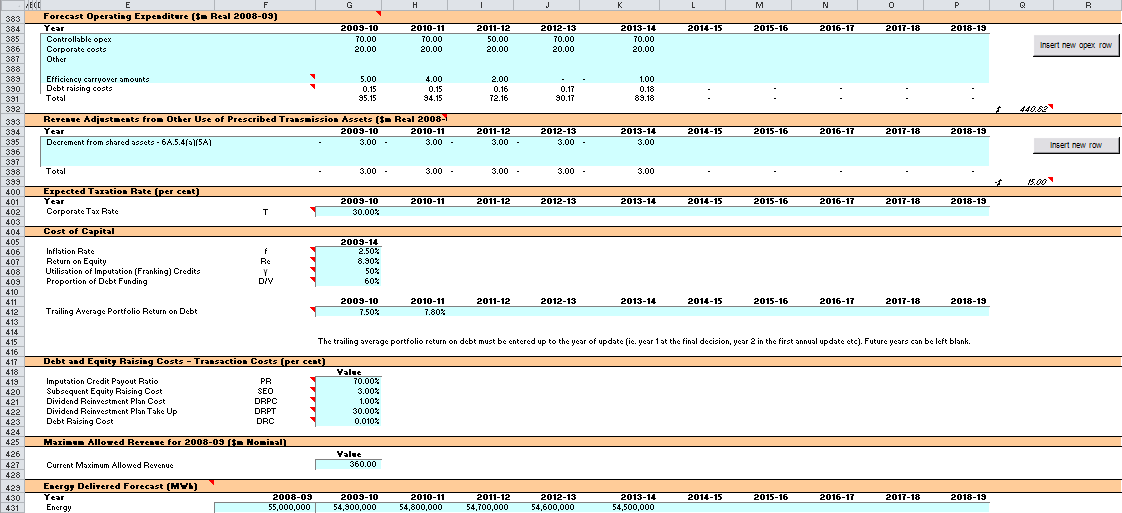 E F G H I J K L M N O P Q R
383 Forecast Operating Expenditure ($m Real 2008-09)
384 Year 2009-10 2010-11 2011-12 2012-13 2013-14 2014-15 2015-16 2016-17 2017-18 2018-19
385 Controllable opex 70.00 70.00 50.00 70.00 70.00
Insert new opex row
386 Corporate costs 20.00 20.00 20.00 20.00 20.00
387 Other
388
389 Efficiency carryover amounts 5.00 4.00 2.00 - - 1.00
390 Debt raising costs 0.15 0.15 0.16 0.17 0.18 - - - - -
391 Total 95.15 94.15 72.16 90.17 89.18 - - - - -
392 $ 440.82
393 Revenue Adjustments from Other Use of Prescribed Transmission Assets ($m Real 2008-
394 Year 2009-10 2010-11 2011-12 2012-13 2013-14 2014-15 2015-16 2016-17 2017-18 2018-19
395 Decrement from shared assets - 6A.5.4(a)(5A) - 3.00 - 3.00 - 3.00 - 3.00 - 3.00
Insert new row
396
397
398 Total - 3.00 - 3.00 - 3.00 - 3.00 - 3.00 - - - - -
399 -$ 15.00
400 Expected Taxation Rate (per cent)
401 Year 2009-10 2010-11 2011-12 2012-13 2013-14 2014-15 2015-16 2016-17 2017-18 2018-19
402 Corporate Tax Rate T 30.00%
403
404 Cost of Capital
405 2009-14
406 Inflation Rate f 2.50%
407 Return on Equity Re 8.90%
408 Utilisation of Imputation (Franking) Credits γ 50%
409 Proportion of Debt Funding D/V 60%
410
411 2009-10 2010-11 2011-12 2012-13 2013-14 2014-15 2015-16 2016-17 2017-18 2018-19
412 Trailing Average Portfolio Return on Debt 7.50% 7.80%
413
414
415 The trailing average portfolio return on debt must be entered up to the year of update (ie. year 1 at the final decision, year 2 in the first annual update etc). Future years can be left blank.
416
417 Debt and Equity Raising Costs - Transaction Costs (per cent)
418 Value
419 Imputation Credit Payout Ratio PR 70.00%
420 Subsequent Equity Raising Cost SEO 3.00%
421 Dividend Reinvestment Plan Cost DRPC 1.00%
422 Dividend Reinvestment Plan Take Up DRPT 30.00%
423 Debt Raising Cost DRC 0.010%
424
425 Maximum Allowed Revenue for 2008-09 ($m Nominal)
426 Value
427 Current Maximum Allowed Revenue 360.00
428
429 Energy Delivered Forecast (MWh)
430 Year 2008-09 2009-10 2010-11 2011-12 2012-13 2013-14 2014-15 2015-16 2016-17 2017-18 2018-19
431 Energy 55,000,000 54,900,000 54,800,000 54,700,000 54,600,000 54,500,000